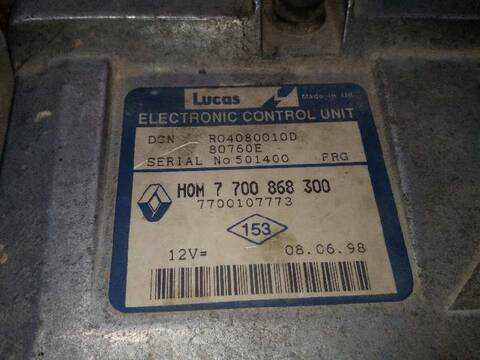 Lucas
Made in UK
ELECTRONIC CONTROL UNIT
DCN R04080010D
80760E
SERIAL No 501400 FRG
HOM 7 700 868 300
7700107773
153
12V= 08.06.98